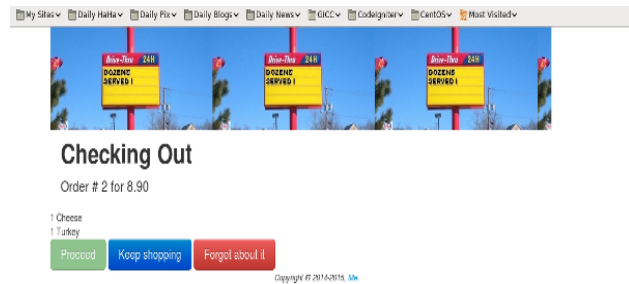 My Sites Daily HaHa Daily Fix Daily Blogs Daily News GICC CodeIgniter CentOS Most Visited
Drive-Thru 24H Drive-Thru 24H Drive-Thru 24H
DOZENS DOZENS DOZENS
SERVED ! SERVED ! SERVED !
Checking Out
Order # 2 for 8.90
1 Cheese
1 Turkey
Proceed Keep shopping Forget about it
Copyright © 2014-2015, Me.